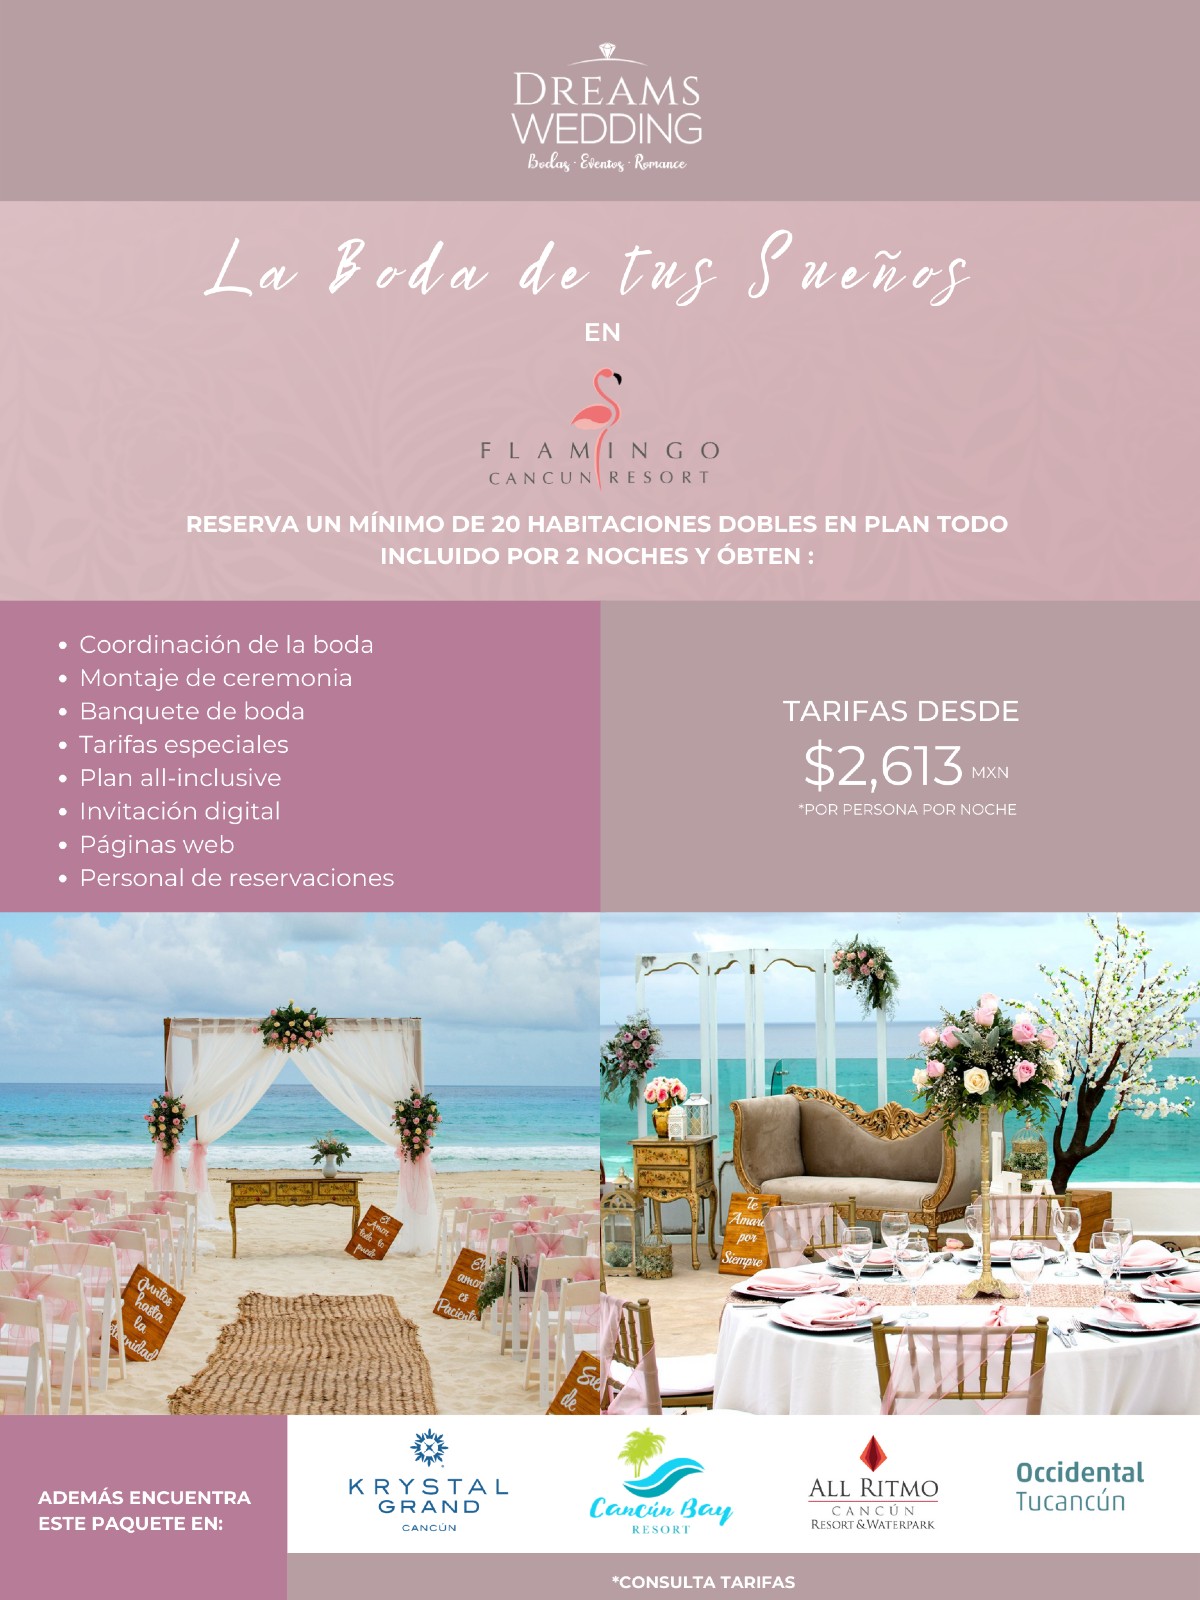 DREAMS
WEDDING
Bodas · Eventos · Romance
La Boda de tus Sueños
EN
FLAMINGO
CANCUN RESORT
RESERVA UN MÍNIMO DE 20 HABITACIONES DOBLES EN PLAN TODO
INCLUIDO POR 2 NOCHES Y ÓBTEN :
• Coordinación de la boda
• Montaje de ceremonia
• Banquete de boda
• Tarifas especiales
• Plan all-inclusive
• Invitación digital
• Páginas web
• Personal de reservaciones
TARIFAS DESDE
$2,613 MXN
*POR PERSONA POR NOCHE
El
Amor
todo lo
puede
Juntos
hasta
la
El
amor
es
Paciente
de
Te
Amaré
por
Siempre
ADEMÁS ENCUENTRA
ESTE PAQUETE EN:
KRYSTAL
GRAND
CANCÚN
Cancún Bay
RESORT
ALL RITMO
CANCÚN
RESORT & WATERPARK
Occidental
Tucancún
*CONSULTA TARIFAS